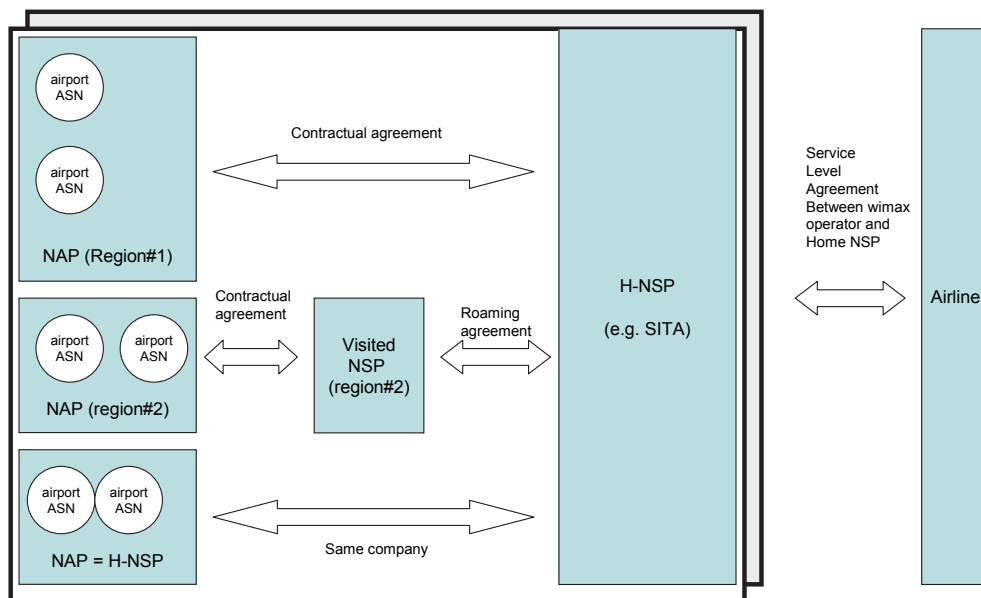 airport
ASN
airport
ASN
NAP (Region#1)
Contractual agreement
airport
ASN
airport
ASN
NAP (region#2)
Contractual
agreement
Visited
NSP
(region#2)
Roaming
agreement
airport
ASN
airport
ASN
NAP = H-NSP
Same company
H-NSP
(e.g. SITA)
Service
Level
Agreement
Between wimax
operator and
Home NSP
Airline